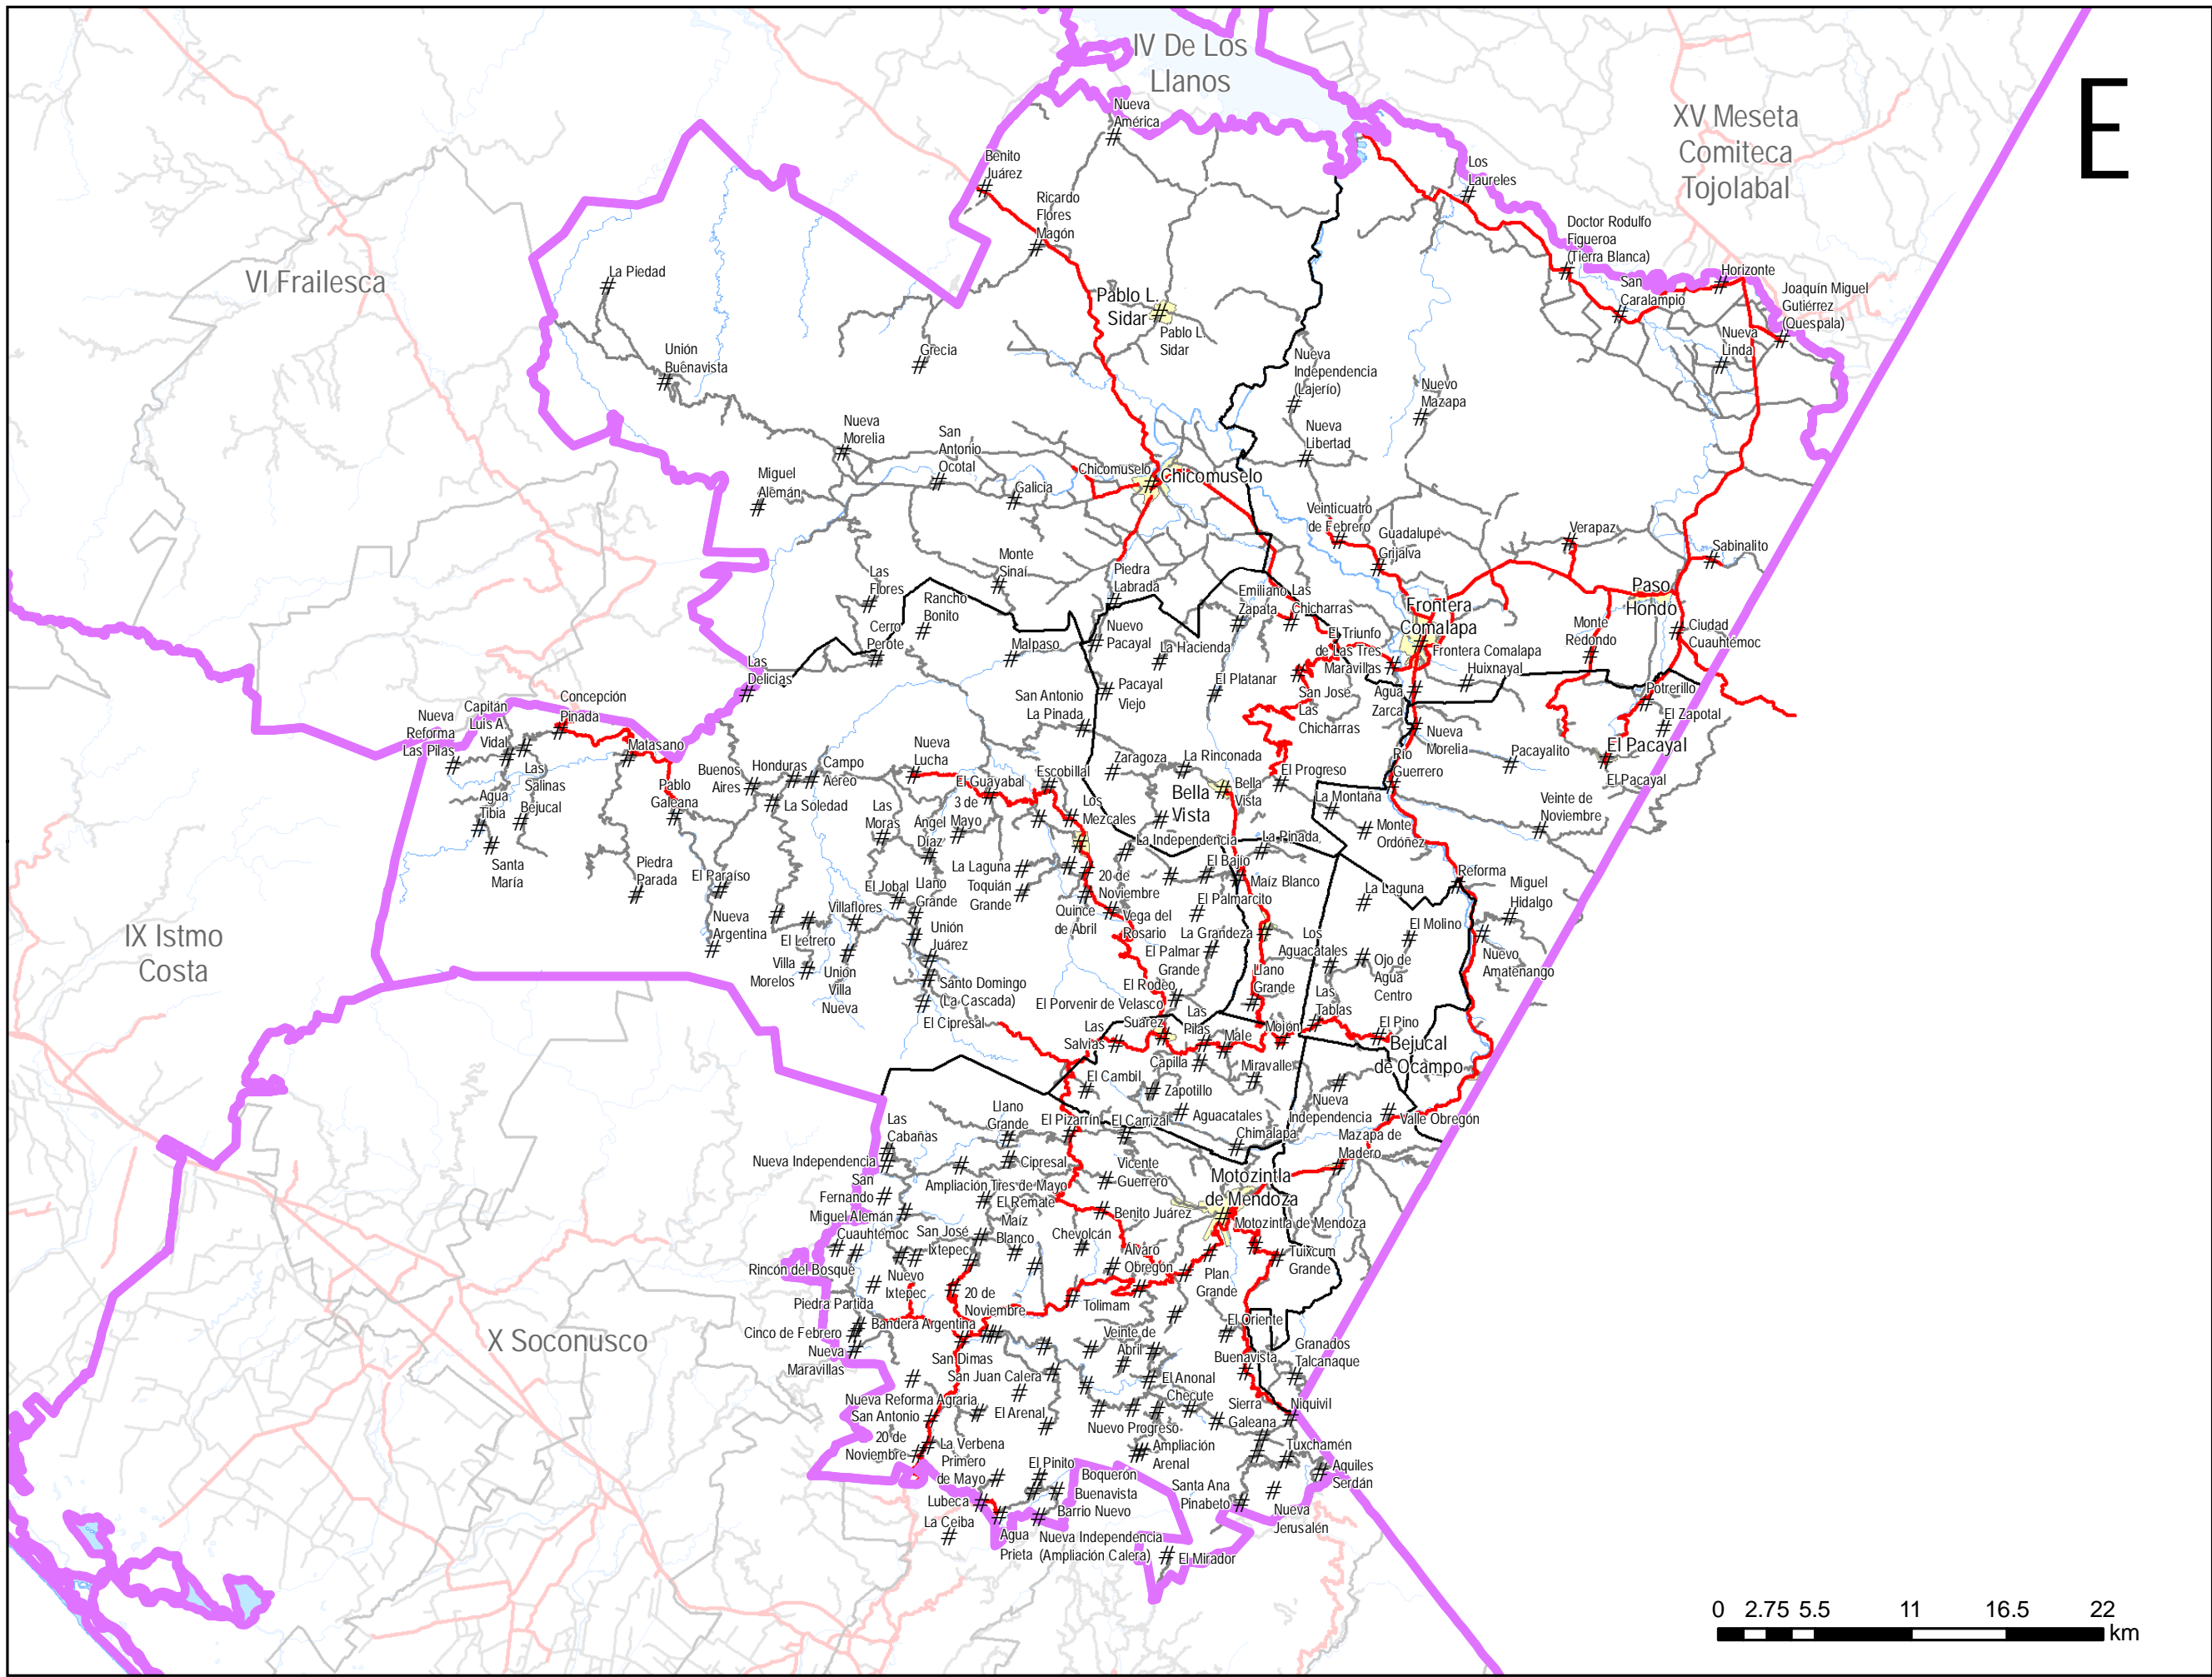 IV De Los
Llanos
E
XV Meseta
Comiteca
Tojolabal
Nueva
América
Benito
Juárez
Los
Laureles
Ricardo
Flores
Magón
Doctor Rodulfo
Figueroa
(Tierra Blanca)
VI Frailesca
La Piedad
San
Caralampio
Horizonte
Joaquín Miguel
Gutiérrez
(Quespala)
Pablo L.
Sidar
Pablo L.
Sidar
Nueva
Linda
Unión
Buenavista
Grecia
Nueva
Independencia
(Lajerío)
Nuevo
Mazapa
Nueva
Morelia
San
Antonio
Ocotal
Nueva
Libertad
Miguel
Alemán
Galicia
Chicomuselo
Chicomuselo
Veinticuatro
de Febrero
Guadalupe
Grijalva
Verapaz
Sabinalito
Monte
Sinaí
Las
Flores
Piedra
Labrada
Rancho
Bonito
Emiliano
Zapata
Las
Chicharras
Frontera
Comalapa
Paso
Hondo
Cerro
Perote
Nuevo
Pacayal
Malpaso
La Hacienda
El Triunfo
de Las Tres
Maravillas
Frontera Comalapa
Huixnayal
Monte
Redondo
Ciudad
Cuauhtémoc
Las
Delicias
Pacayal
Viejo
El Platanar
San José
Las
Chicharras
Agua
Zarca
Potrerillo
El Zapotal
San Antonio
La Pinada
Concepción
Pinada
Capitán
Luis A.
Vidal
Nueva
Reforma
Las Pilas
Matasano
Las
Salinas
Nueva
Morelia
Pacayalito
El Pacayal
El Pacayal
Río
Guerrero
Nueva
Lucha
Zaragoza
La Rinconada
El Progreso
Buenos
Aires
Honduras
Campo
Aéreo
Pablo
Galeana
La Soledad
El Guayabal
Escobillal
Bella
Vista
Bella
Vista
La Montaña
Veinte de
Noviembre
Agua
Tibia
Bejucal
Santa
María
Las
Moras
Ángel
Díaz
3 de
Mayo
Los
Mezcales
La Independencia
La Pinada
Monte
Ordóñez
Piedra
Parada
El Paraíso
La Laguna
Toquián
Grande
20 de
Noviembre
El Bajío
Maíz Blanco
Reforma
Miguel
Hidalgo
La Laguna
El Jobal
Llano
Grande
Quince
de Abril
Vega del
Rosario
El Palmarcito
El Molino
Villaflores
Nueva
Argentina
El Letrero
Unión
Juárez
La Grandeza
Los
Aguacatales
IX Istmo
Costa
Villa
Morelos
Unión
Villa
Nueva
El Palmar
Grande
Ojo de
Agua
Centro
Nuevo
Amatenango
Santo Domingo
(La Cascada)
El Rodeo
Llano
Grande
Las
Tablas
El Porvenir de Velasco
Suárez
El Cipresal
Las
Salvias
Las
Pilas
Male
Mojón
El Pino
Bejucal
de Ocampo
Capilla
Miravalle
El Cambil
Zapotillo
Nueva
Independencia
Valle Obregón
Las
Cabañas
Llano
Grande
El Pizarrín
El Carrizal
Aguacatales
Chimalapa
Mazapa de
Madero
Nueva Independencia
Cipresal
Vicente
Guerrero
Motozintla
de Mendoza
San
Fernando
Ampliación Tires de Mayo
El Remate
Miguel Alemán
Benito Juárez
Motozintla de Mendoza
Cuauhtémoc
San José
Ixtepec
Maíz
Blanco
Chevolcán
Álvaro
Obregón
Tuixcum
Grande
Rincón del Bosque
Nuevo
Ixtepec
Plan
Grande
Piedra Partida
20 de
Noviembre
Tolimam
Cinco de Febrero
Bandera Argentina
El Oriente
X Soconusco
Nueva
Maravillas
San Dimas
Veinte de
Abril
Buenavista
Granados
Talcanaque
San Juan Calera
El Anonal
Checute
Nueva Reforma Agraria
San Antonio
El Arenal
Nuevo Progreso
Sierra
Galeana
Niquivil
20 de
Noviembre
La Verbena
Primero
de Mayo
Ampliación
Arenal
Tuxchamén
El Pinito
Boquerón
Buenavista
Barrio Nuevo
Santa Ana
Pinabeto
Aquiles
Serdán
Lubeca
La Ceiba
Nueva
Jerusalén
Agua
Prieta
Nueva Independencia
(Ampliación Calera)
El Mirador
0 2.75 5.5 11 16.5 22
km